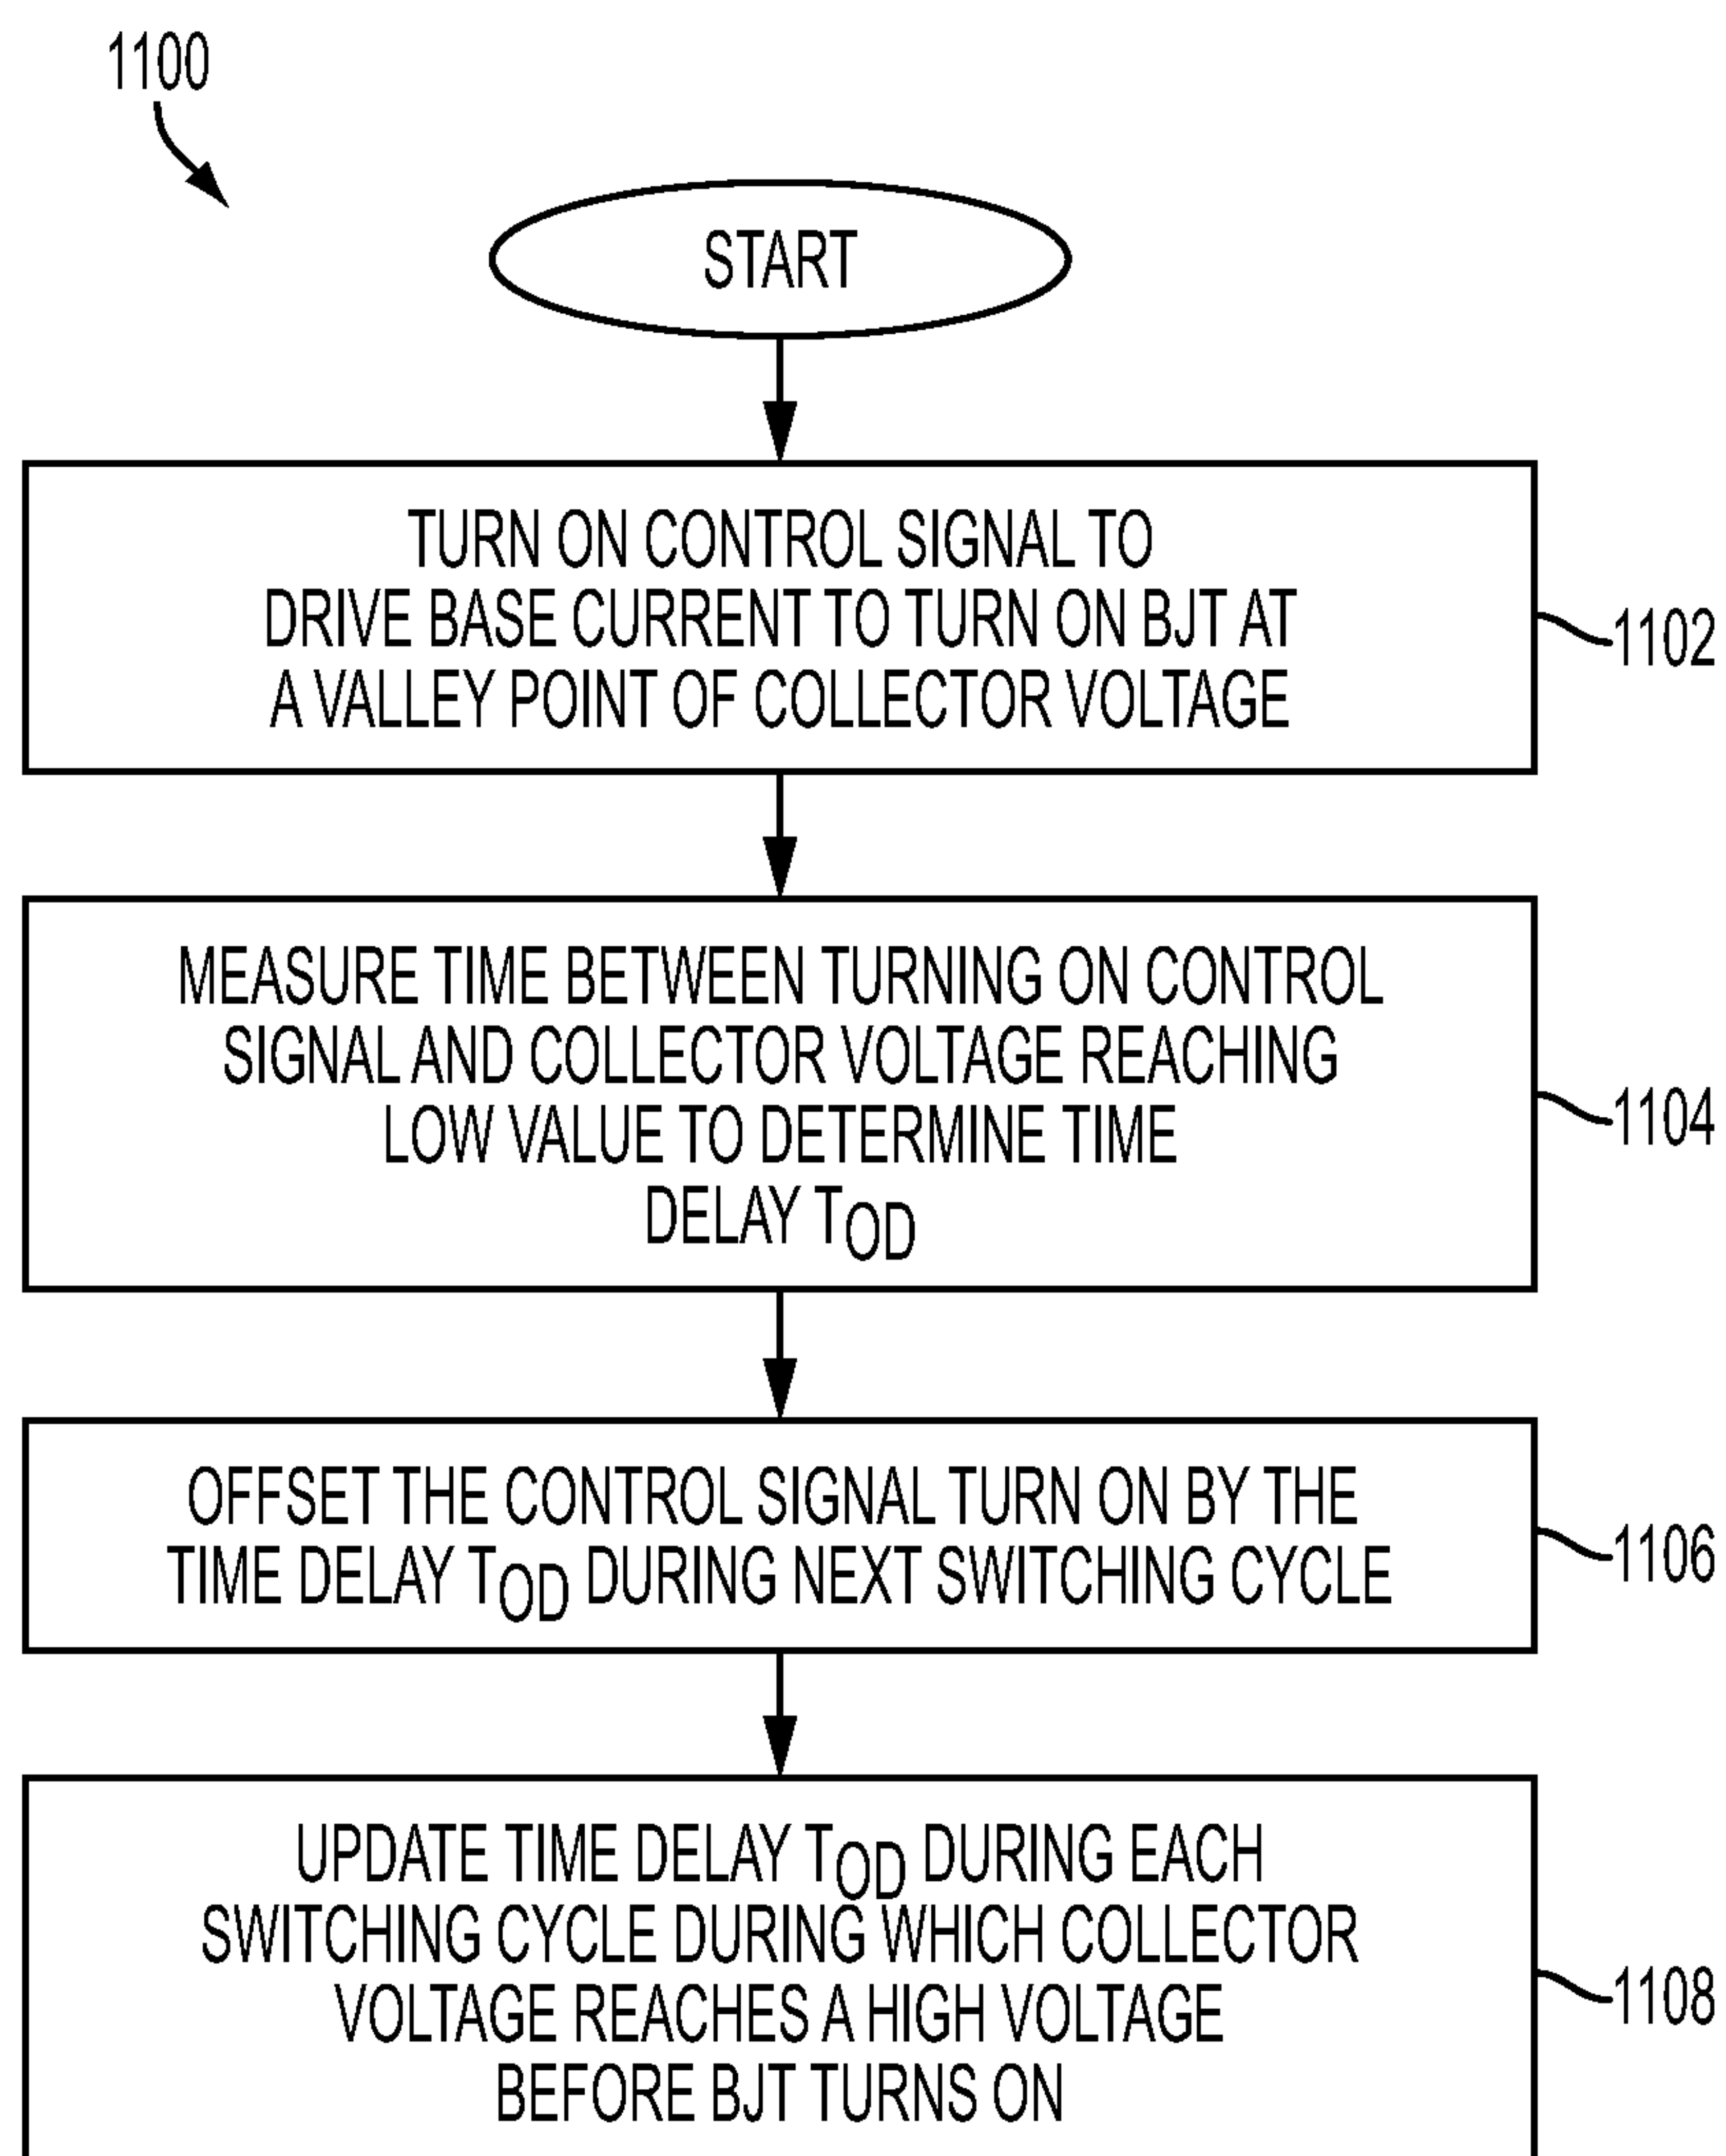 1100
START
TURN ON CONTROL SIGNAL TO
DRIVE BASE CURRENT TO TURN ON BJT AT
A VALLEY POINT OF COLLECTOR VOLTAGE
1102
MEASURE TIME BETWEEN TURNING ON CONTROL
SIGNAL AND COLLECTOR VOLTAGE REACHING
LOW VALUE TO DETERMINE TIME
DELAY TOD
1104
OFFSET THE CONTROL SIGNAL TURN ON BY THE
TIME DELAY TOD DURING NEXT SWITCHING CYCLE
1106
UPDATE TIME DELAY TOD DURING EACH
SWITCHING CYCLE DURING WHICH COLLECTOR
VOLTAGE REACHES A HIGH VOLTAGE
BEFORE BJT TURNS ON
1108